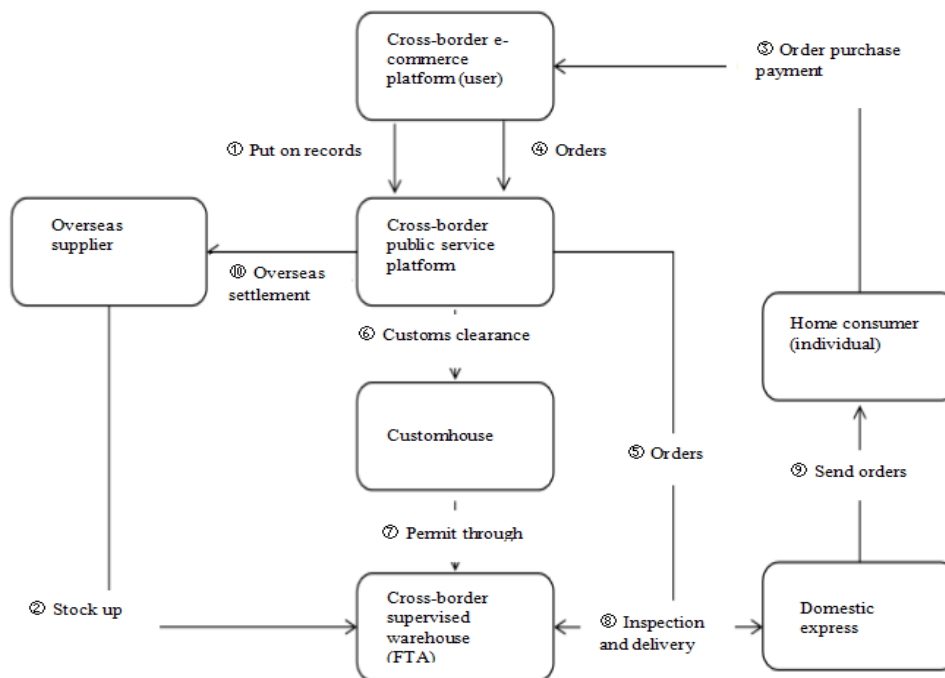 Cross-border e-
commerce
platform (user)
③ Order purchase
payment
① Put on records
④ Orders
Overseas
supplier
Cross-border
public service
platform
⑩ Overseas
settlement
⑥ Customs clearance
Home consumer
(individual)
Customhouse
⑤ Orders
⑨ Send orders
⑦ Permit through
② Stock up
Cross-border
supervised
warehouse
(FTA)
⑧ Inspection
and delivery
Domestic
express